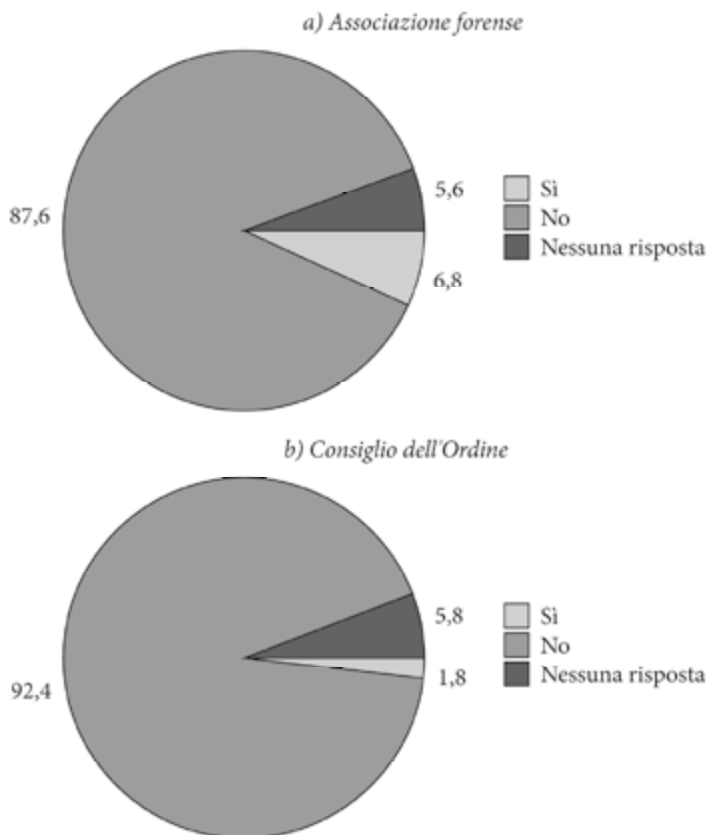 a) Associazione forense
87,6
5,6
6,8
Sì
No
Nessuna risposta
b) Consiglio dell'Ordine
92,4
5,8
1,8
Sì
No
Nessuna risposta